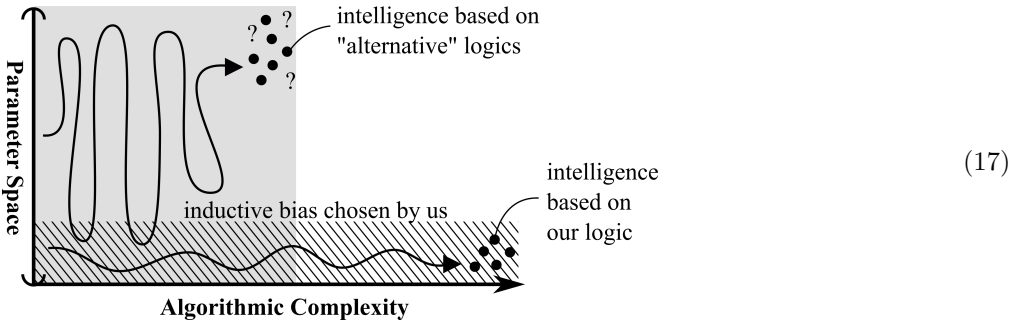 ? ?
intelligence based on
"alternative" logics
?
Parameter Space
(17)
intelligence
based on
our logic
inductive bias chosen by us
Algorithmic Complexity